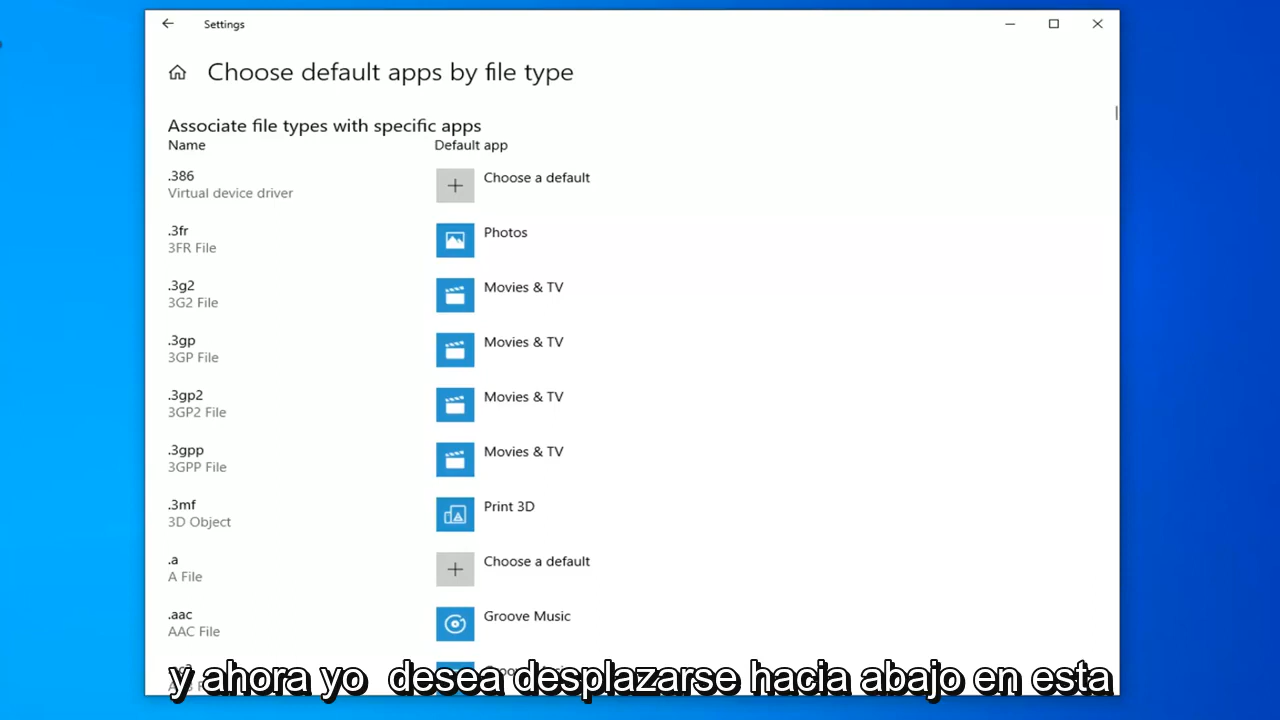 Settings
Choose default apps by file type
Associate file types with specific apps
Name
Default app
.386
Virtual device driver
Choose a default
.3fr
3FR File
Photos
.3g2
3G2 File
Movies & TV
.3gp
3GP File
Movies & TV
.3gp2
3GP2 File
Movies & TV
.3gpp
3GPP File
Movies & TV
.3mf
3D Object
Print 3D
.a
A File
Choose a default
.aac
AAC File
Groove Music
y ahora yo desea desplazarse hacia abajo en esta